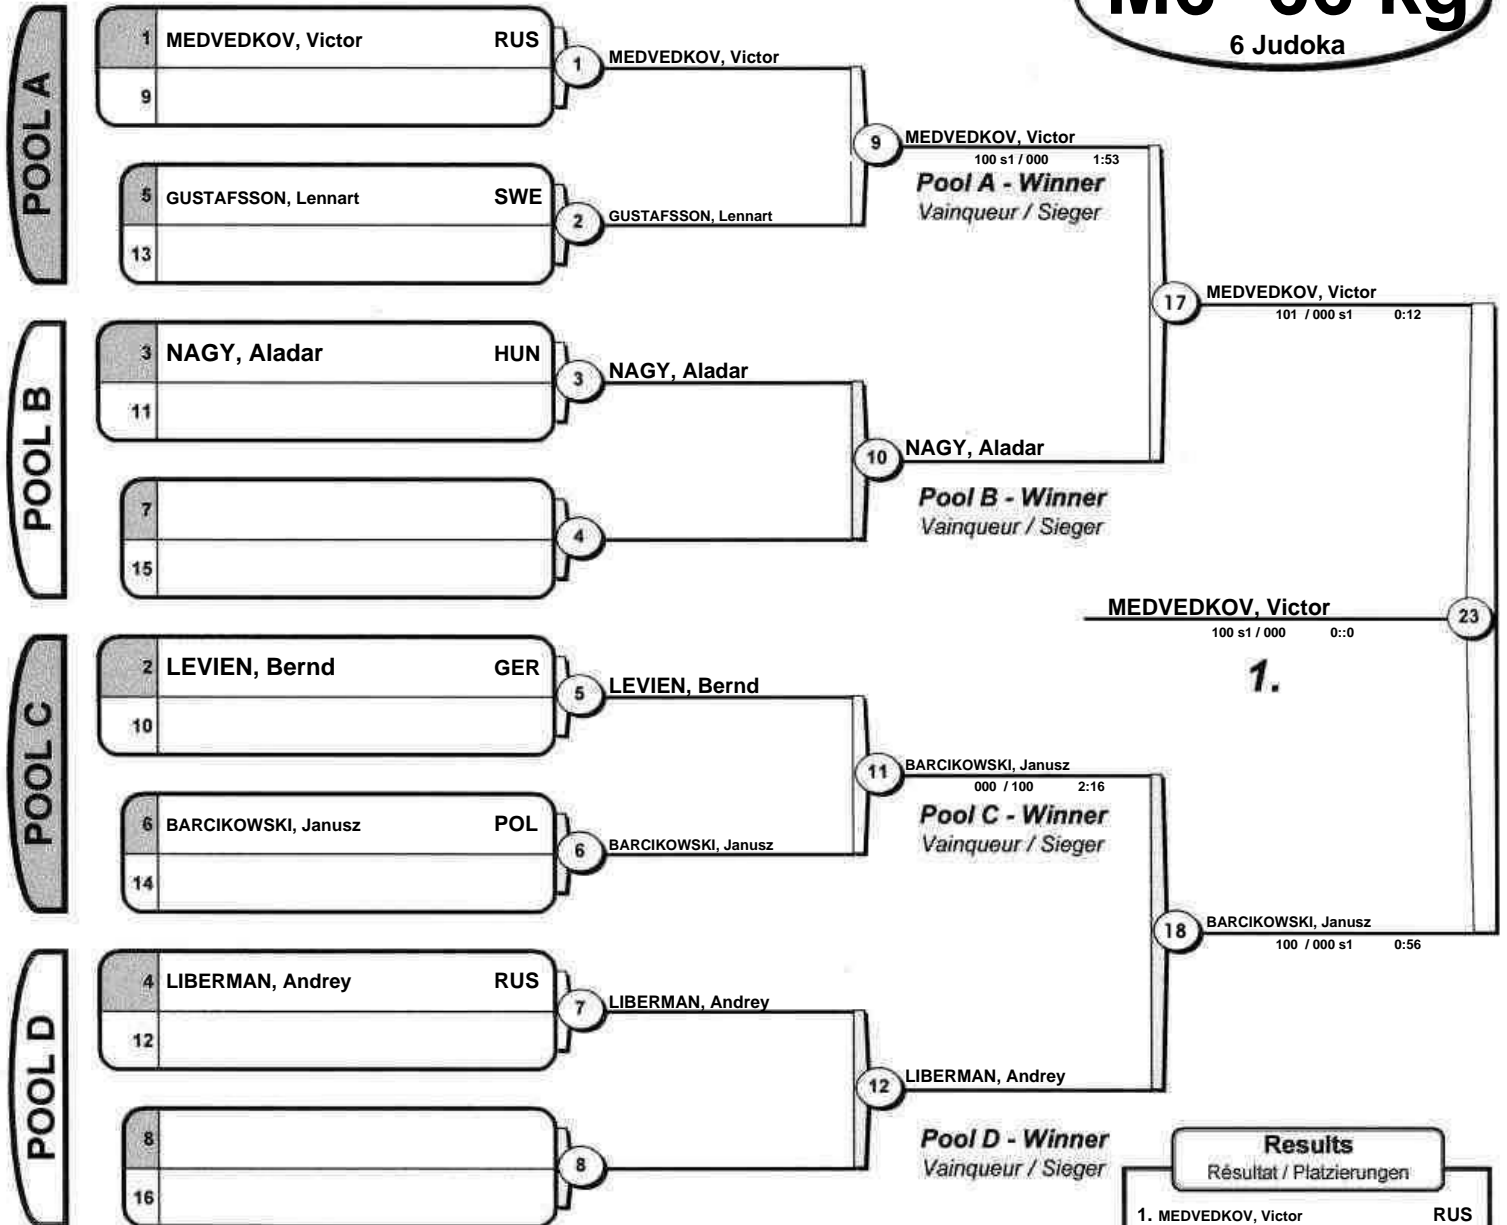 6 Judoka
POOL A
1 MEDVEDKOV, Victor RUS
9
5 GUSTAFSSON, Lennart SWE
13
1 MEDVEDKOV, Victor
2 GUSTAFSSON, Lennart
9 MEDVEDKOV, Victor
100 s1 / 000 1:53
Pool A - Winner
Vainqueur / Sieger
POOL B
3 NAGY, Aladar HUN
11
7
15
3 NAGY, Aladar
4
10 NAGY, Aladar
Pool B - Winner
Vainqueur / Sieger
17 MEDVEDKOV, Victor
101 / 000 s1 0:12
MEDVEDKOV, Victor 23
100 s1 / 000 0::0
1.
POOL C
2 LEVIEN, Bernd GER
10
6 BARCIKOWSKI, Janusz POL
14
5 LEVIEN, Bernd
6 BARCIKOWSKI, Janusz
11 BARCIKOWSKI, Janusz
000 / 100 2:16
Pool C - Winner
Vainqueur / Sieger
18 BARCIKOWSKI, Janusz
100 / 000 s1 0:56
POOL D
4 LIBERMAN, Andrey RUS
12
8
16
7 LIBERMAN, Andrey
8
12 LIBERMAN, Andrey
Pool D - Winner
Vainqueur / Sieger
Results
Résultat / Platzierungen
1. MEDVEDKOV, Victor RUS